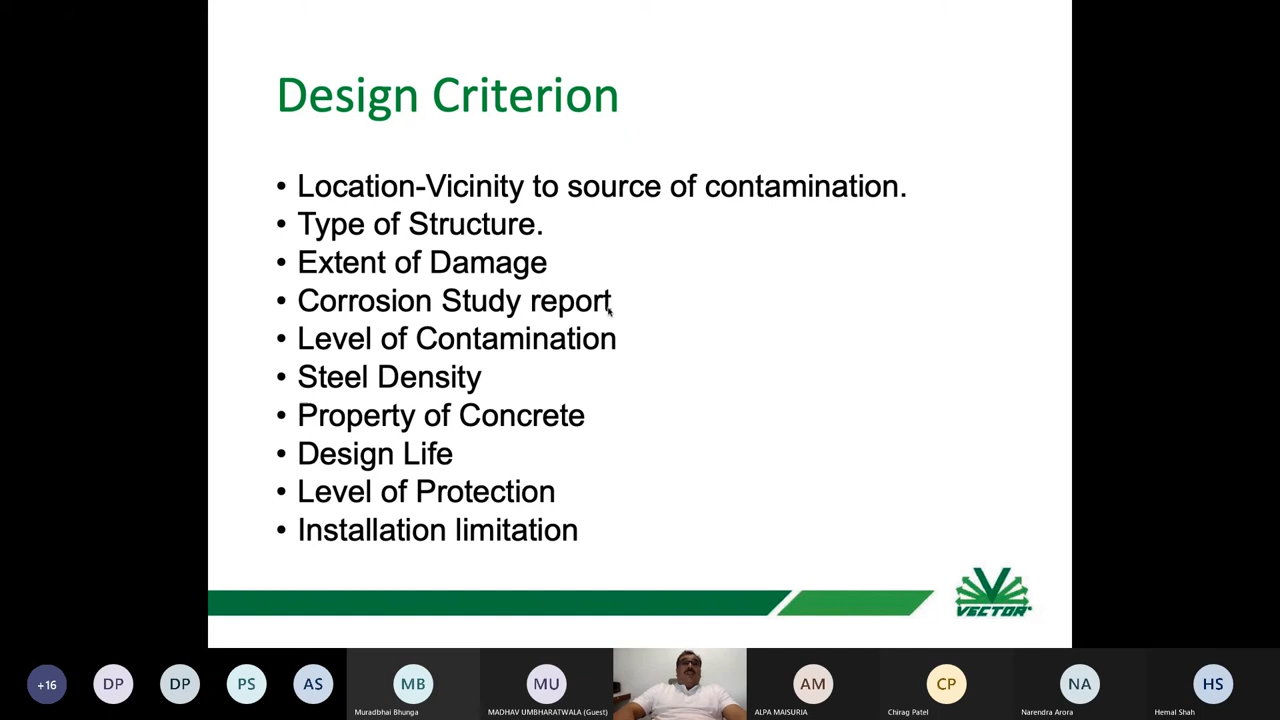 Design Criterion
• Location-Vicinity to source of contamination.
• Type of Structure.
• Extent of Damage
• Corrosion Study report
• Level of Contamination
• Steel Density
• Property of Concrete
• Design Life
• Level of Protection
• Installation limitation
VECTOR®
+16
DP
DP
PS
AS
MB
MU
AM
CP
NA
HS
Muradbhai Bhunga
MADHAV UMBHARATWALA (Guest)
ALPA MAISURIA
Chirag Patel
Narendra Arora
Hemal Shah